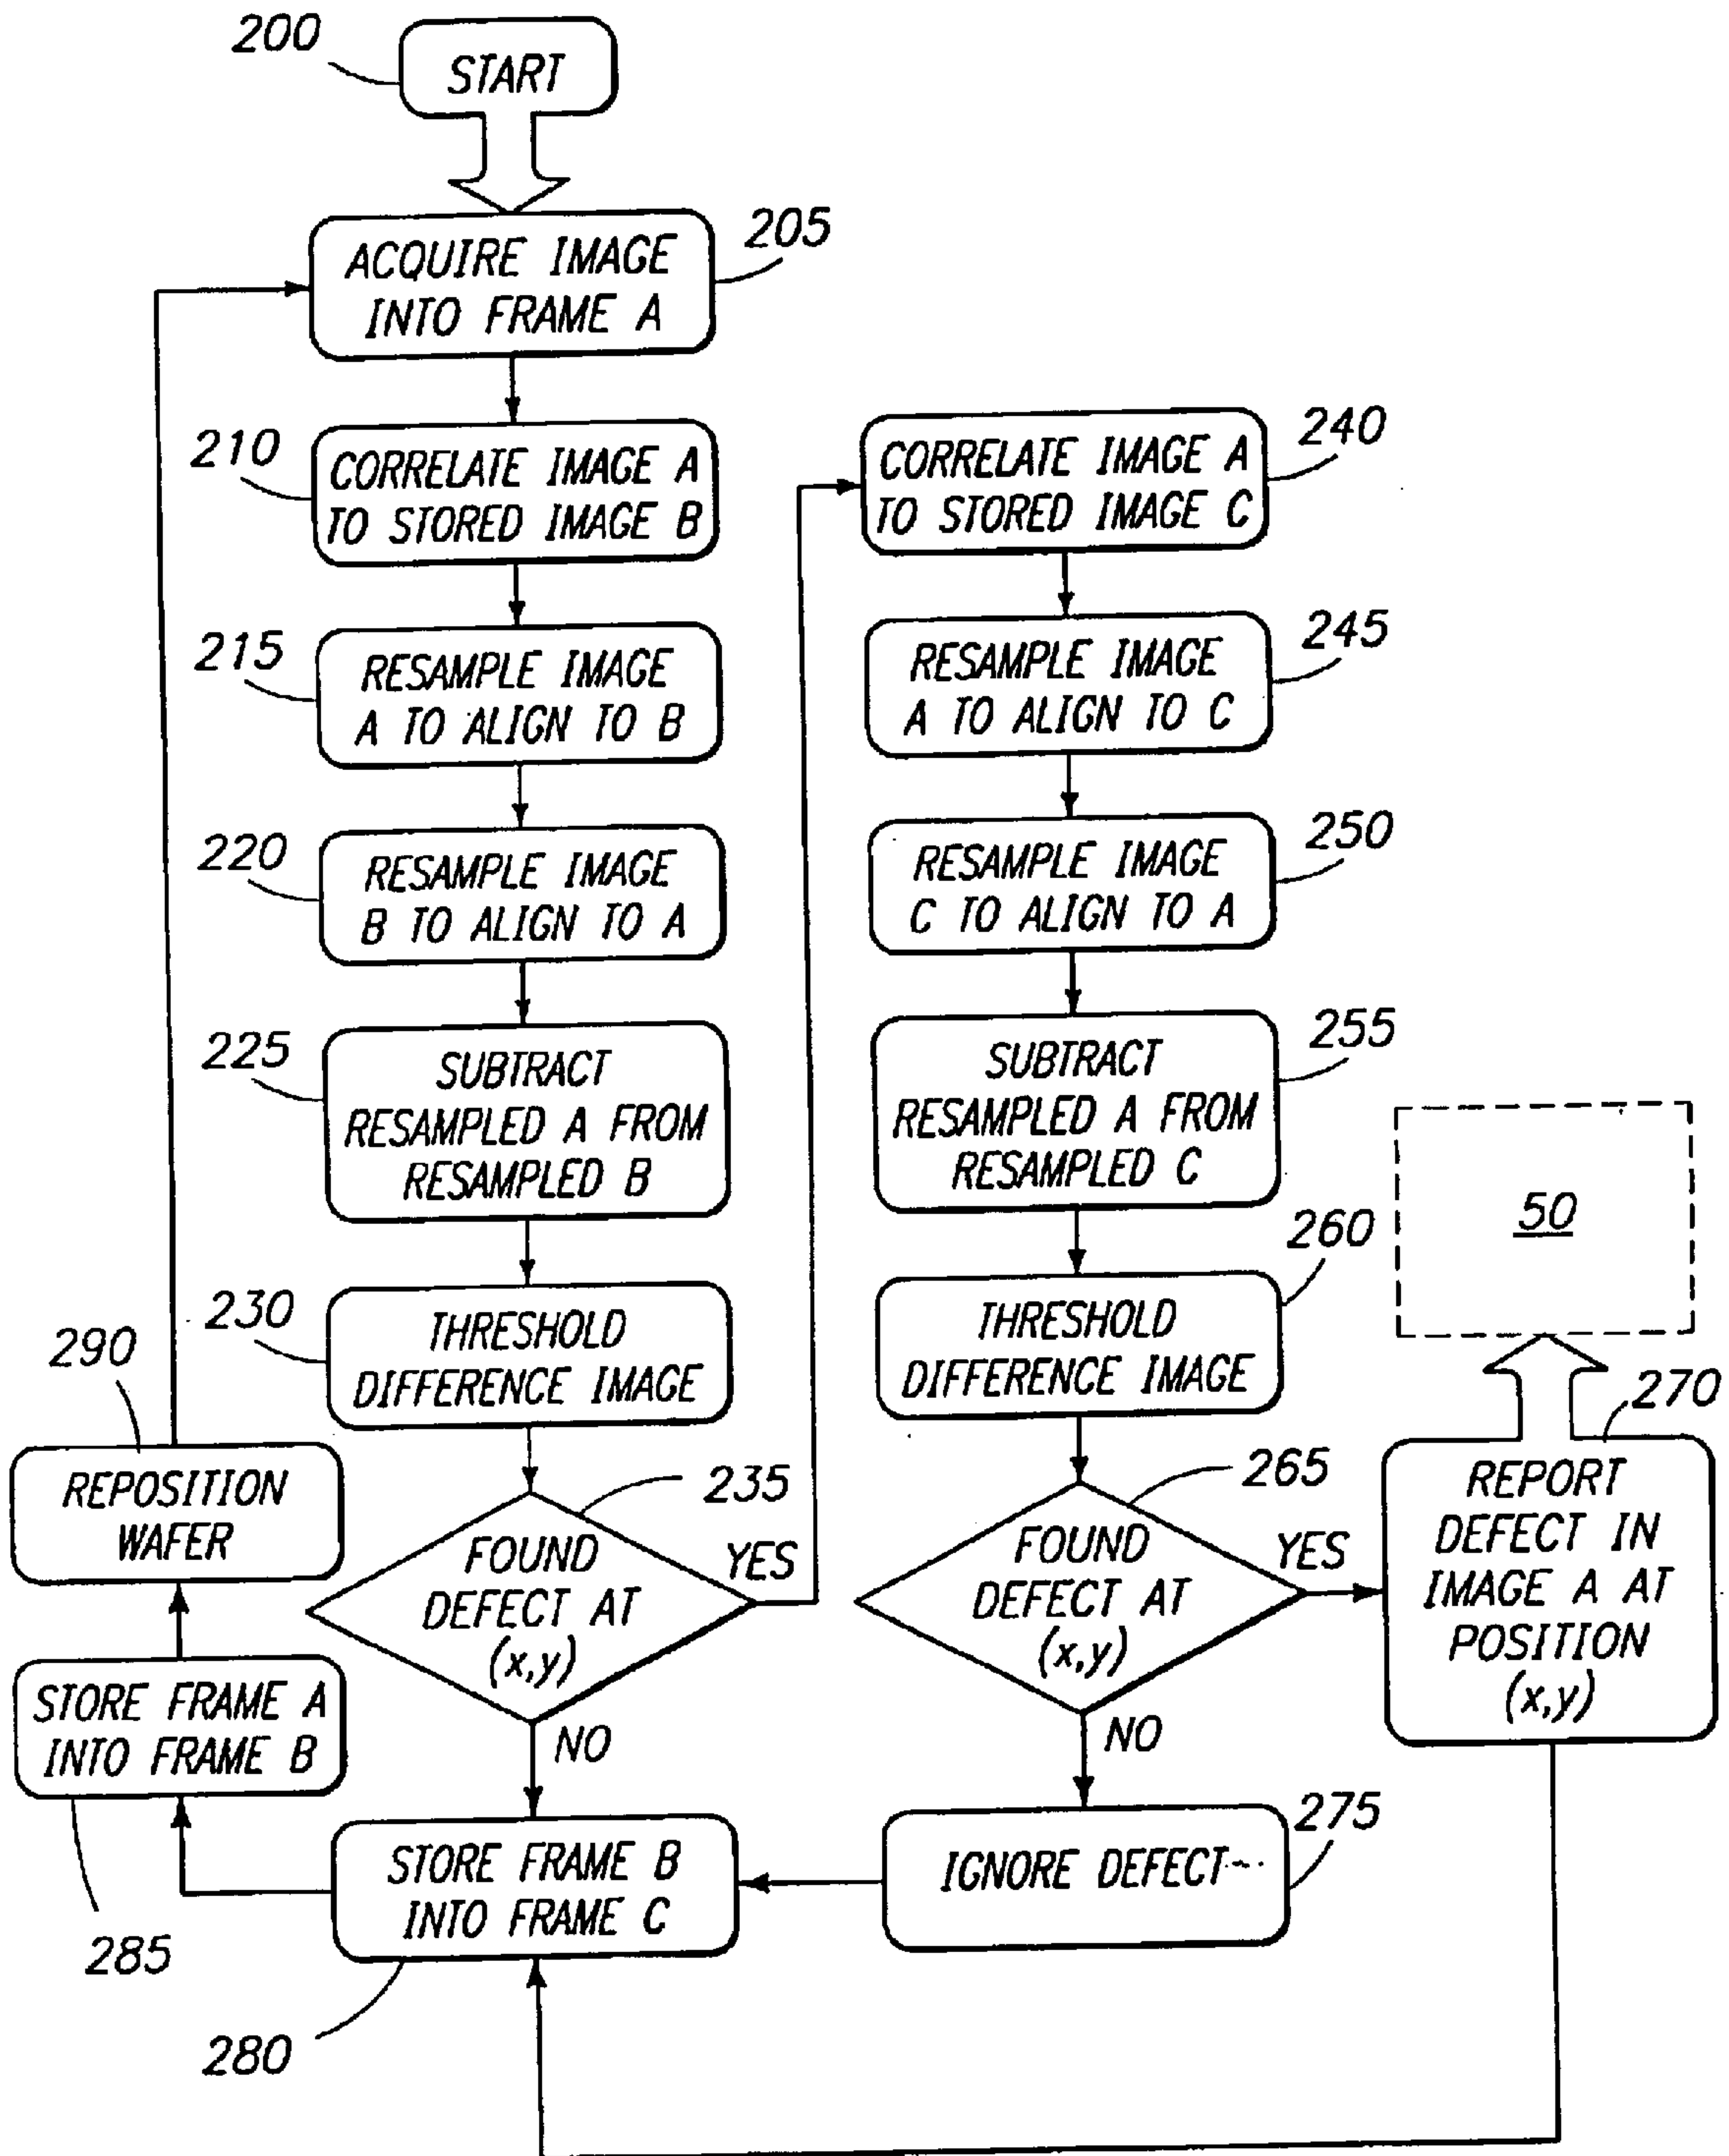 200
START
205
ACQUIRE IMAGE
INTO FRAME A
210
CORRELATE IMAGE A
TO STORED IMAGE B
215
RESAMPLE IMAGE
A TO ALIGN TO B
220
RESAMPLE IMAGE
B TO ALIGN TO A
225
SUBTRACT
RESAMPLED A FROM
RESAMPLED B
230
THRESHOLD
DIFFERENCE IMAGE
235
FOUND
DEFECT AT
(x,y)
YES
NO
240
CORRELATE IMAGE A
TO STORED IMAGE C
245
RESAMPLE IMAGE
A TO ALIGN TO C
250
RESAMPLE IMAGE
C TO ALIGN TO A
255
SUBTRACT
RESAMPLED A FROM
RESAMPLED C
260
THRESHOLD
DIFFERENCE IMAGE
265
FOUND
DEFECT AT
(x,y)
YES
NO
50
270
REPORT
DEFECT IN
IMAGE A AT
POSITION
(x,y)
275
IGNORE DEFECT
280
STORE FRAME B
INTO FRAME C
285
STORE FRAME A
INTO FRAME B
290
REPOSITION
WAFER